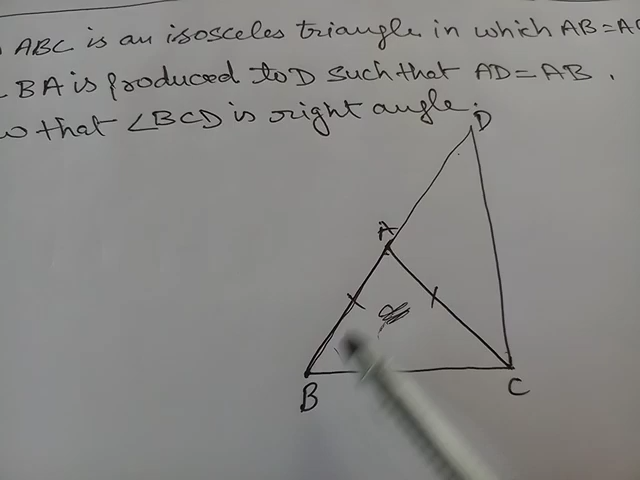 ABC is an isosceles triangle in which AB=AC
BA is produced to D such that AD=AB.
that ∠BCD is right angle.
D
A
B
C